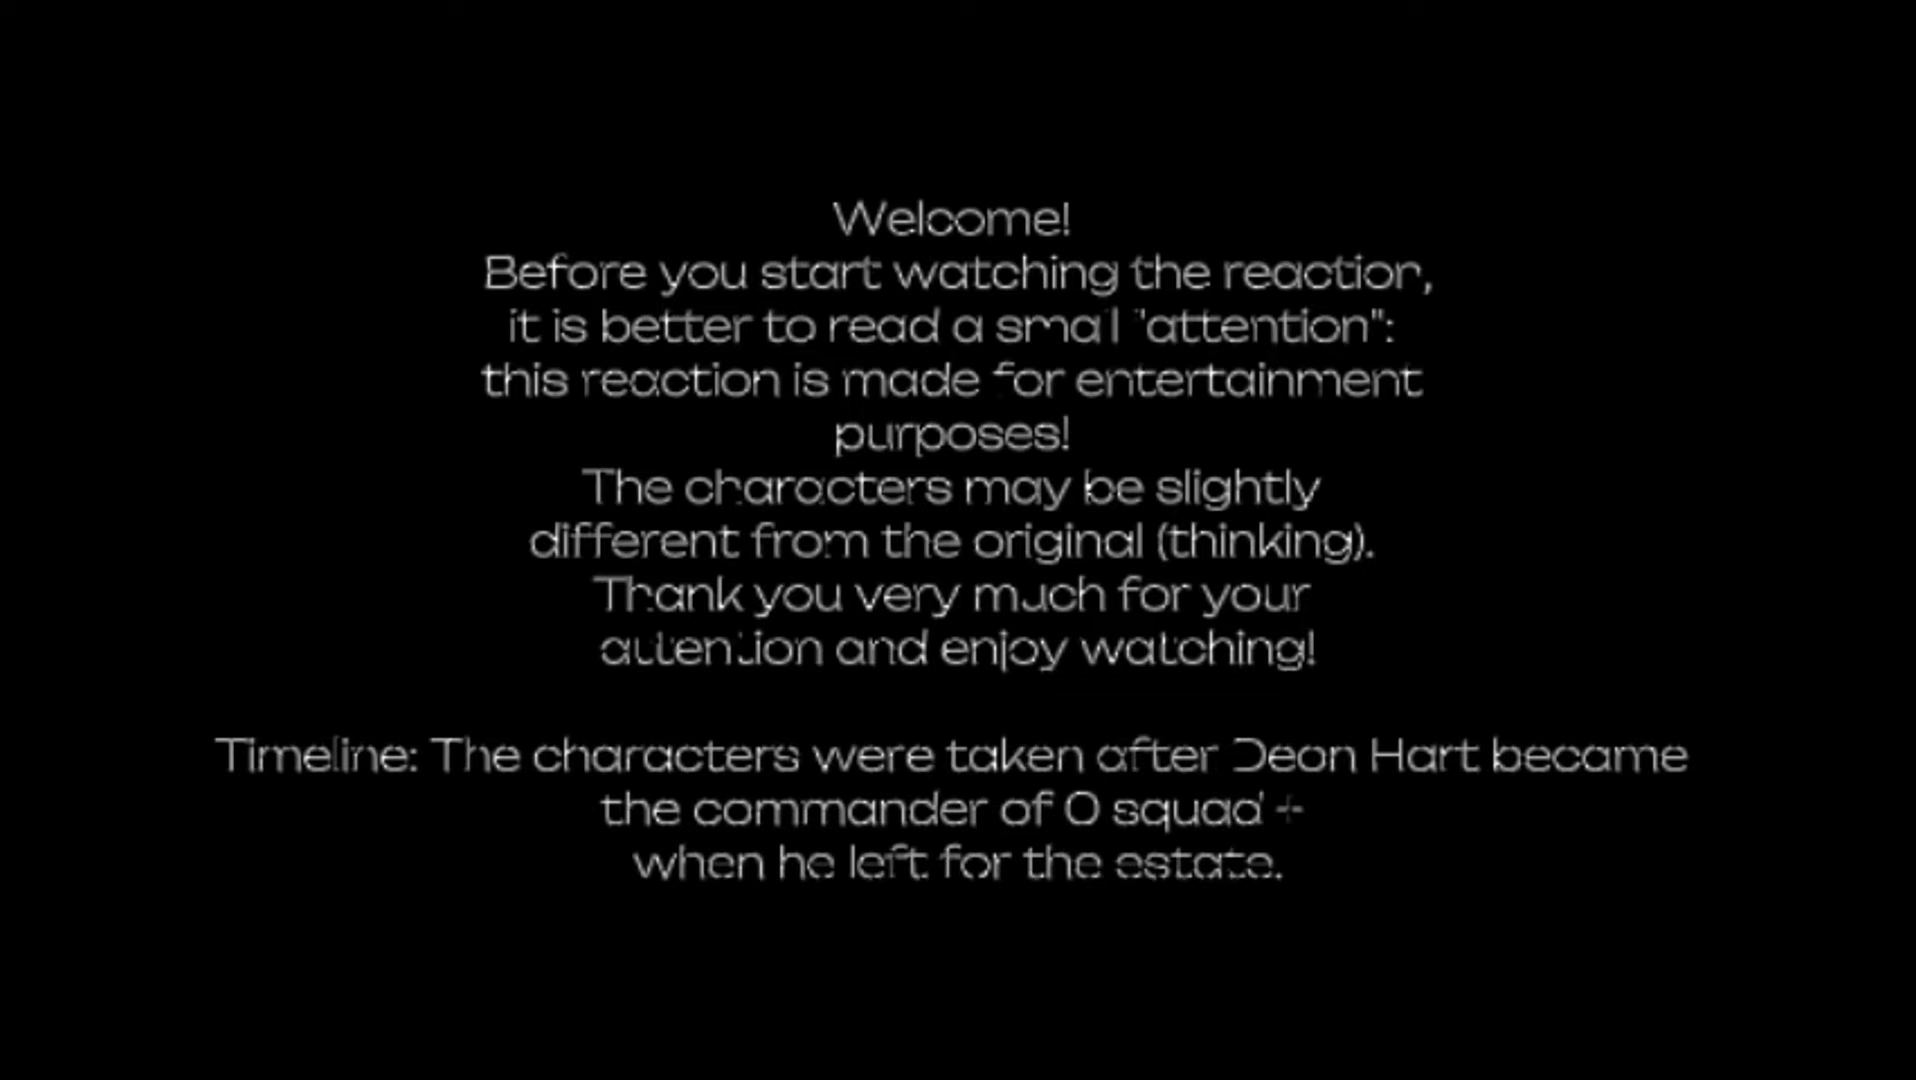 Welcome!
Before you start watching the reaction,
it is better to read a small "attention":
this reaction is made for entertainment
purposes!
The characters may be slightly
different from the original (thinking).
Thank you very much for your
attention and enjoy watching!
Timeline: The characters were taken after Deon Hart became
the commander of 0 squad +
when he left for the estate.